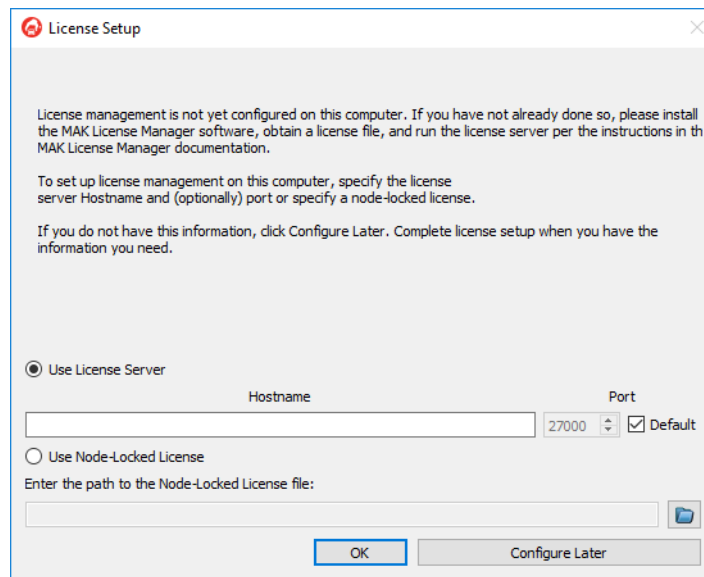 License Setup
License management is not yet configured on this computer. If you have not already done so, please install
the MAK License Manager software, obtain a license file, and run the license server per the instructions in th
MAK License Manager documentation.
To set up license management on this computer, specify the license
server Hostname and (optionally) port or specify a node-locked license.
If you do not have this information, click Configure Later. Complete license setup when you have the
information you need.
Use License Server
Hostname Port
27000 Default
Use Node-Locked License
Enter the path to the Node-Locked License file:
OK Configure Later